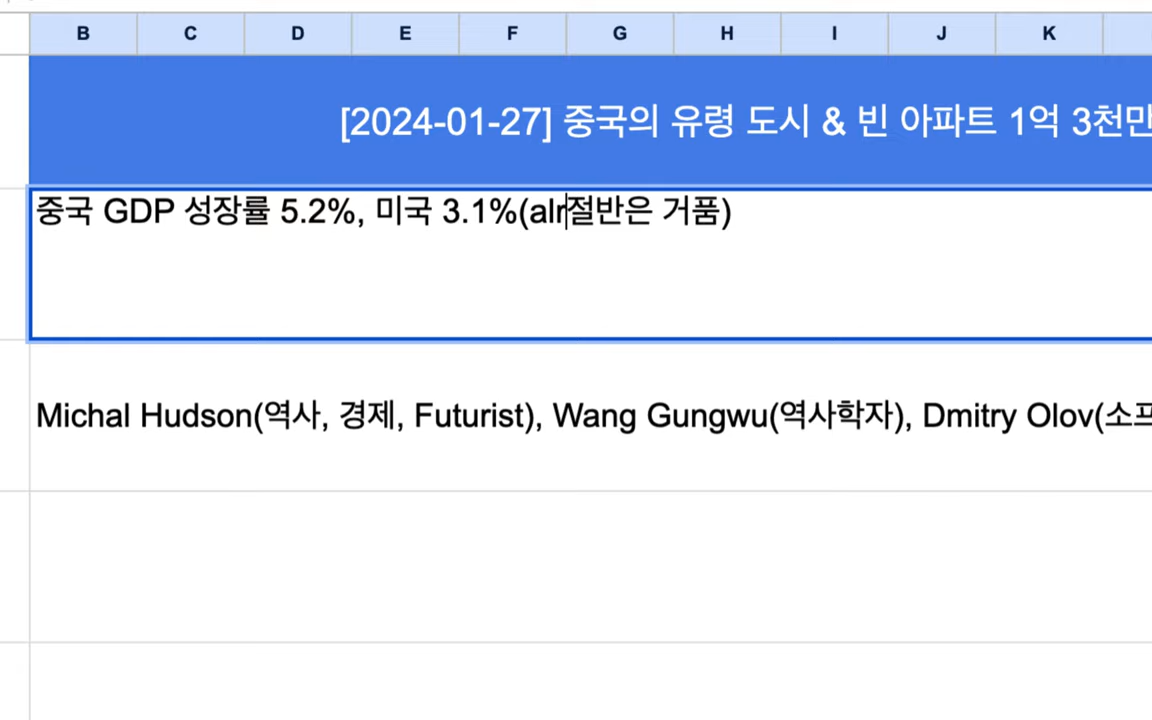 B C D E F G H I J K
[2024-01-27] 중국의 유령 도시 & 빈 아파트 1억 3천만
중국 GDP 성장률 5.2%, 미국 3.1%(alr절반은 거품)
Michal Hudson(역사, 경제, Futurist), Wang Gungwu(역사학자), Dmitry Olov(소프